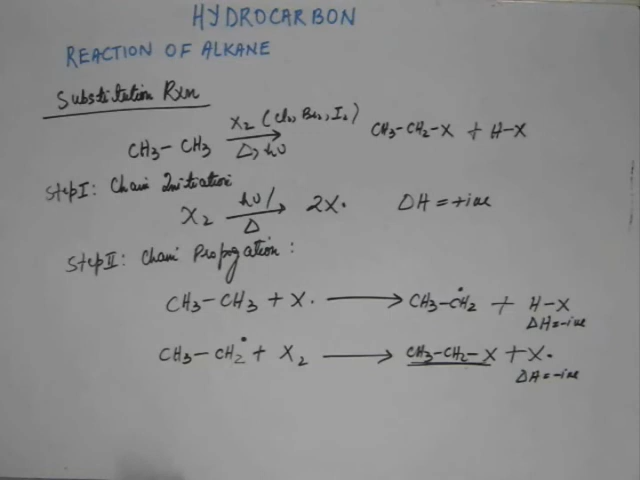 HYDROCARBON
REACTION OF ALKANE
Substitution Rxn
CH3-CH3 X2 (Cl2, Br2, I2) Δ, hν → CH3-CH2-X + H-X
Step I: Chain Initiation
X2 hν/Δ → 2X• ΔH = +ive
Step II: Chain Propogation:
CH3-CH3 + X• → CH3-ĊH2 + H-X
ΔH = -ive
CH3-CH2• + X2 → CH3-CH2-X + X•
ΔH = -ive